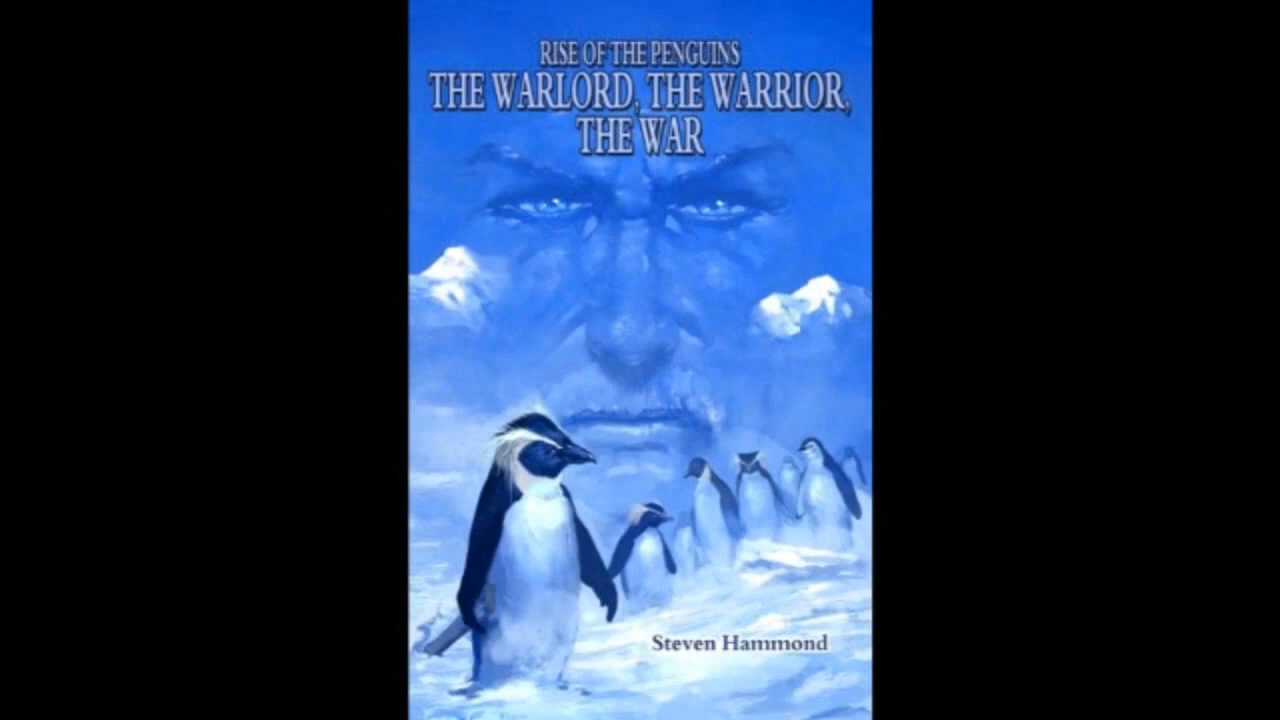 RISE OF THE PENGUINS
THE WARLORD, THE WARRIOR,
THE WAR
Steven Hammond